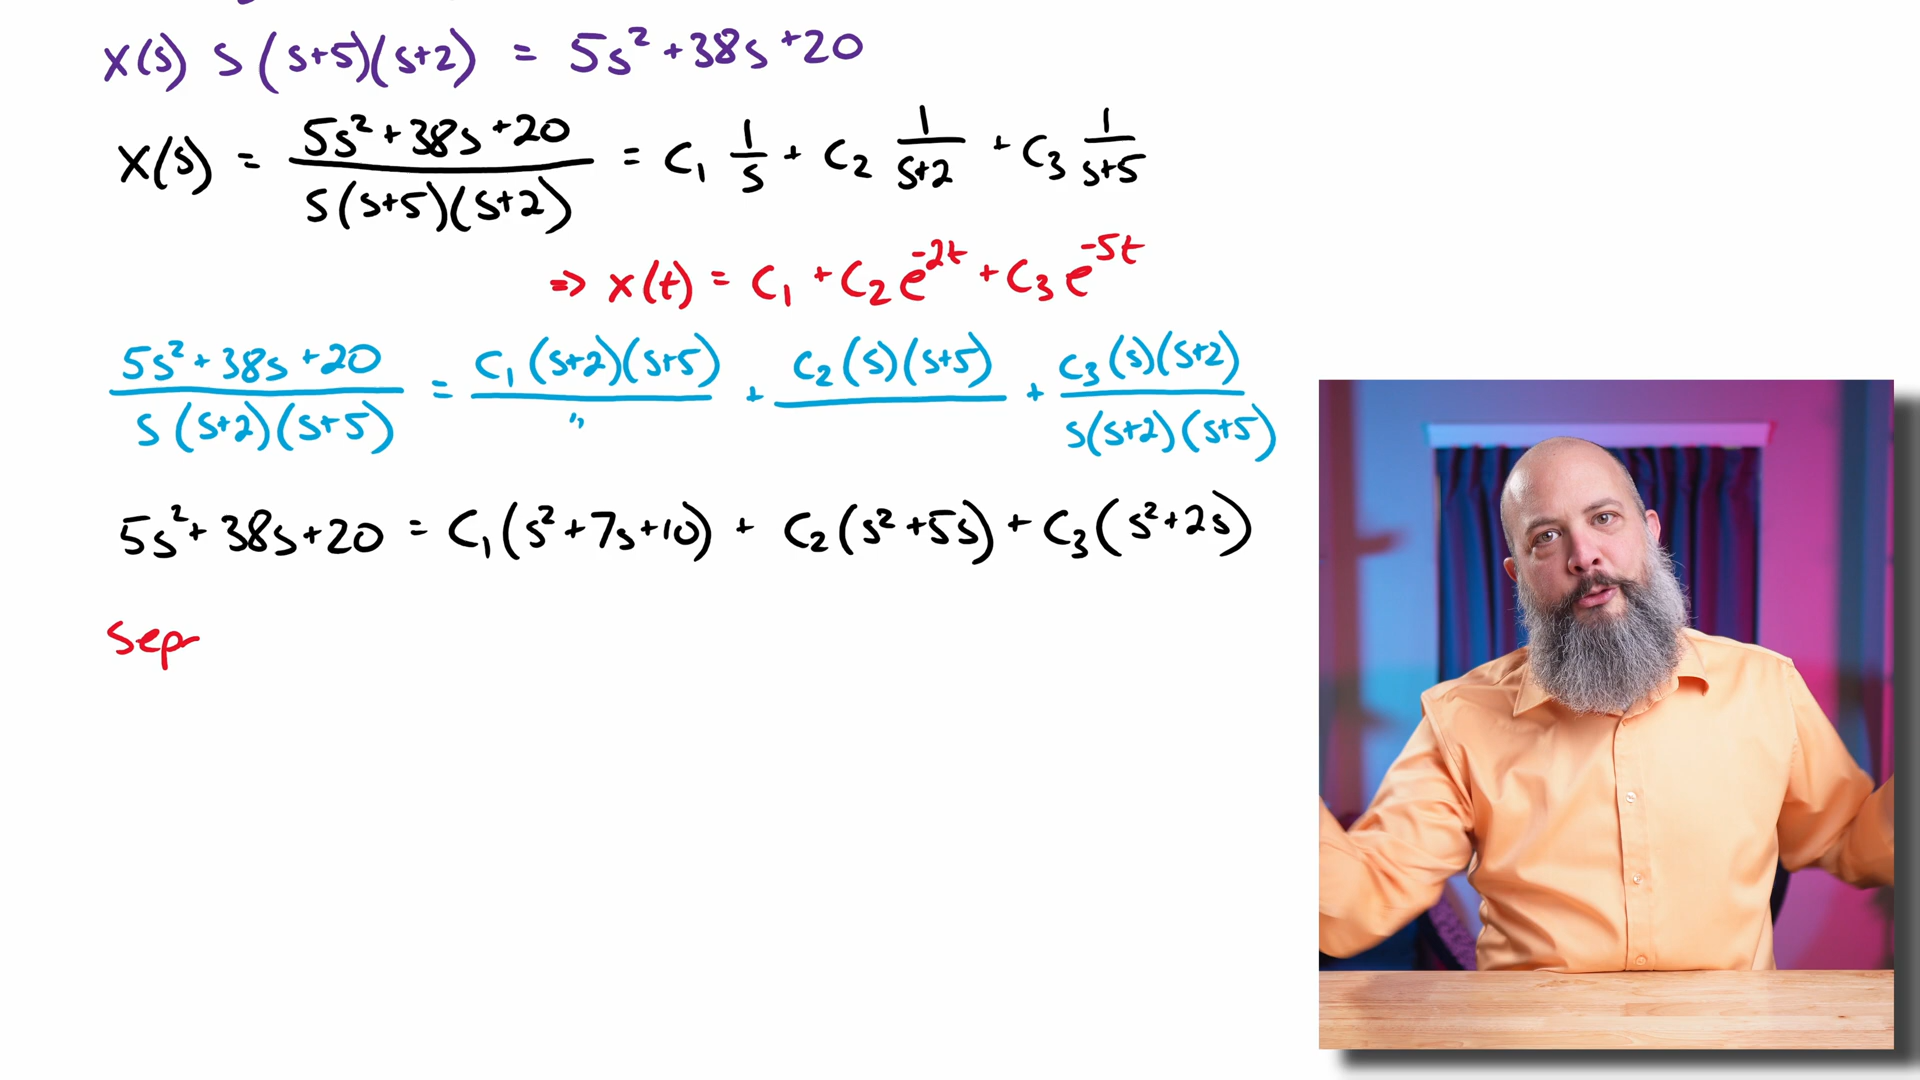 X(s) s(s+5)(s+2) = 5s²+38s+20
X(s) = (5s²+38s+20)/(s(s+5)(s+2)) = C₁ 1/s + C₂ 1/(s+2) + C₃ 1/(s+5)
⇒ x(t) = C₁ + C₂e^(-2t) + C₃e^(-5t)
(5s²+38s+20)/(s(s+2)(s+5)) = C₁(s+2)(s+5)/〃 + C₂(s)(s+5)/ + C₃(s)(s+2)/(s(s+2)(s+5))
5s²+38s+20 = C₁(s²+7s+10) + C₂(s²+5s) + C₃(s²+2s)